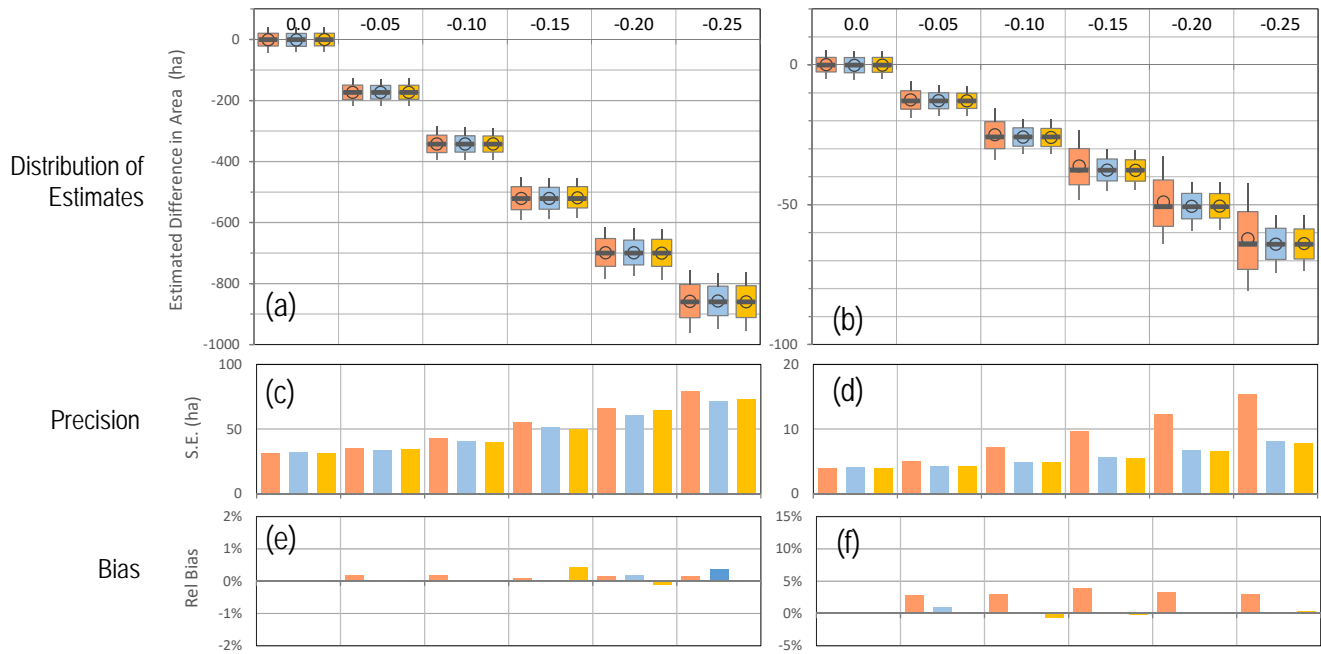 0.0 -0.05 -0.10 -0.15 -0.20 -0.25
0.0 -0.05 -0.10 -0.15 -0.20 -0.25
Distribution of
Estimates
Estimated Difference in Area (ha)
0
-200
-400
-600
-800
-1000
(a)
0
-50
-100
(b)
Precision
S.E. (ha)
100
50
0
(c)
20
10
0
(d)
Bias
Rel Bias
2%
1%
0%
-1%
-2%
(e)
15%
10%
5%
0%
-5%
(f)